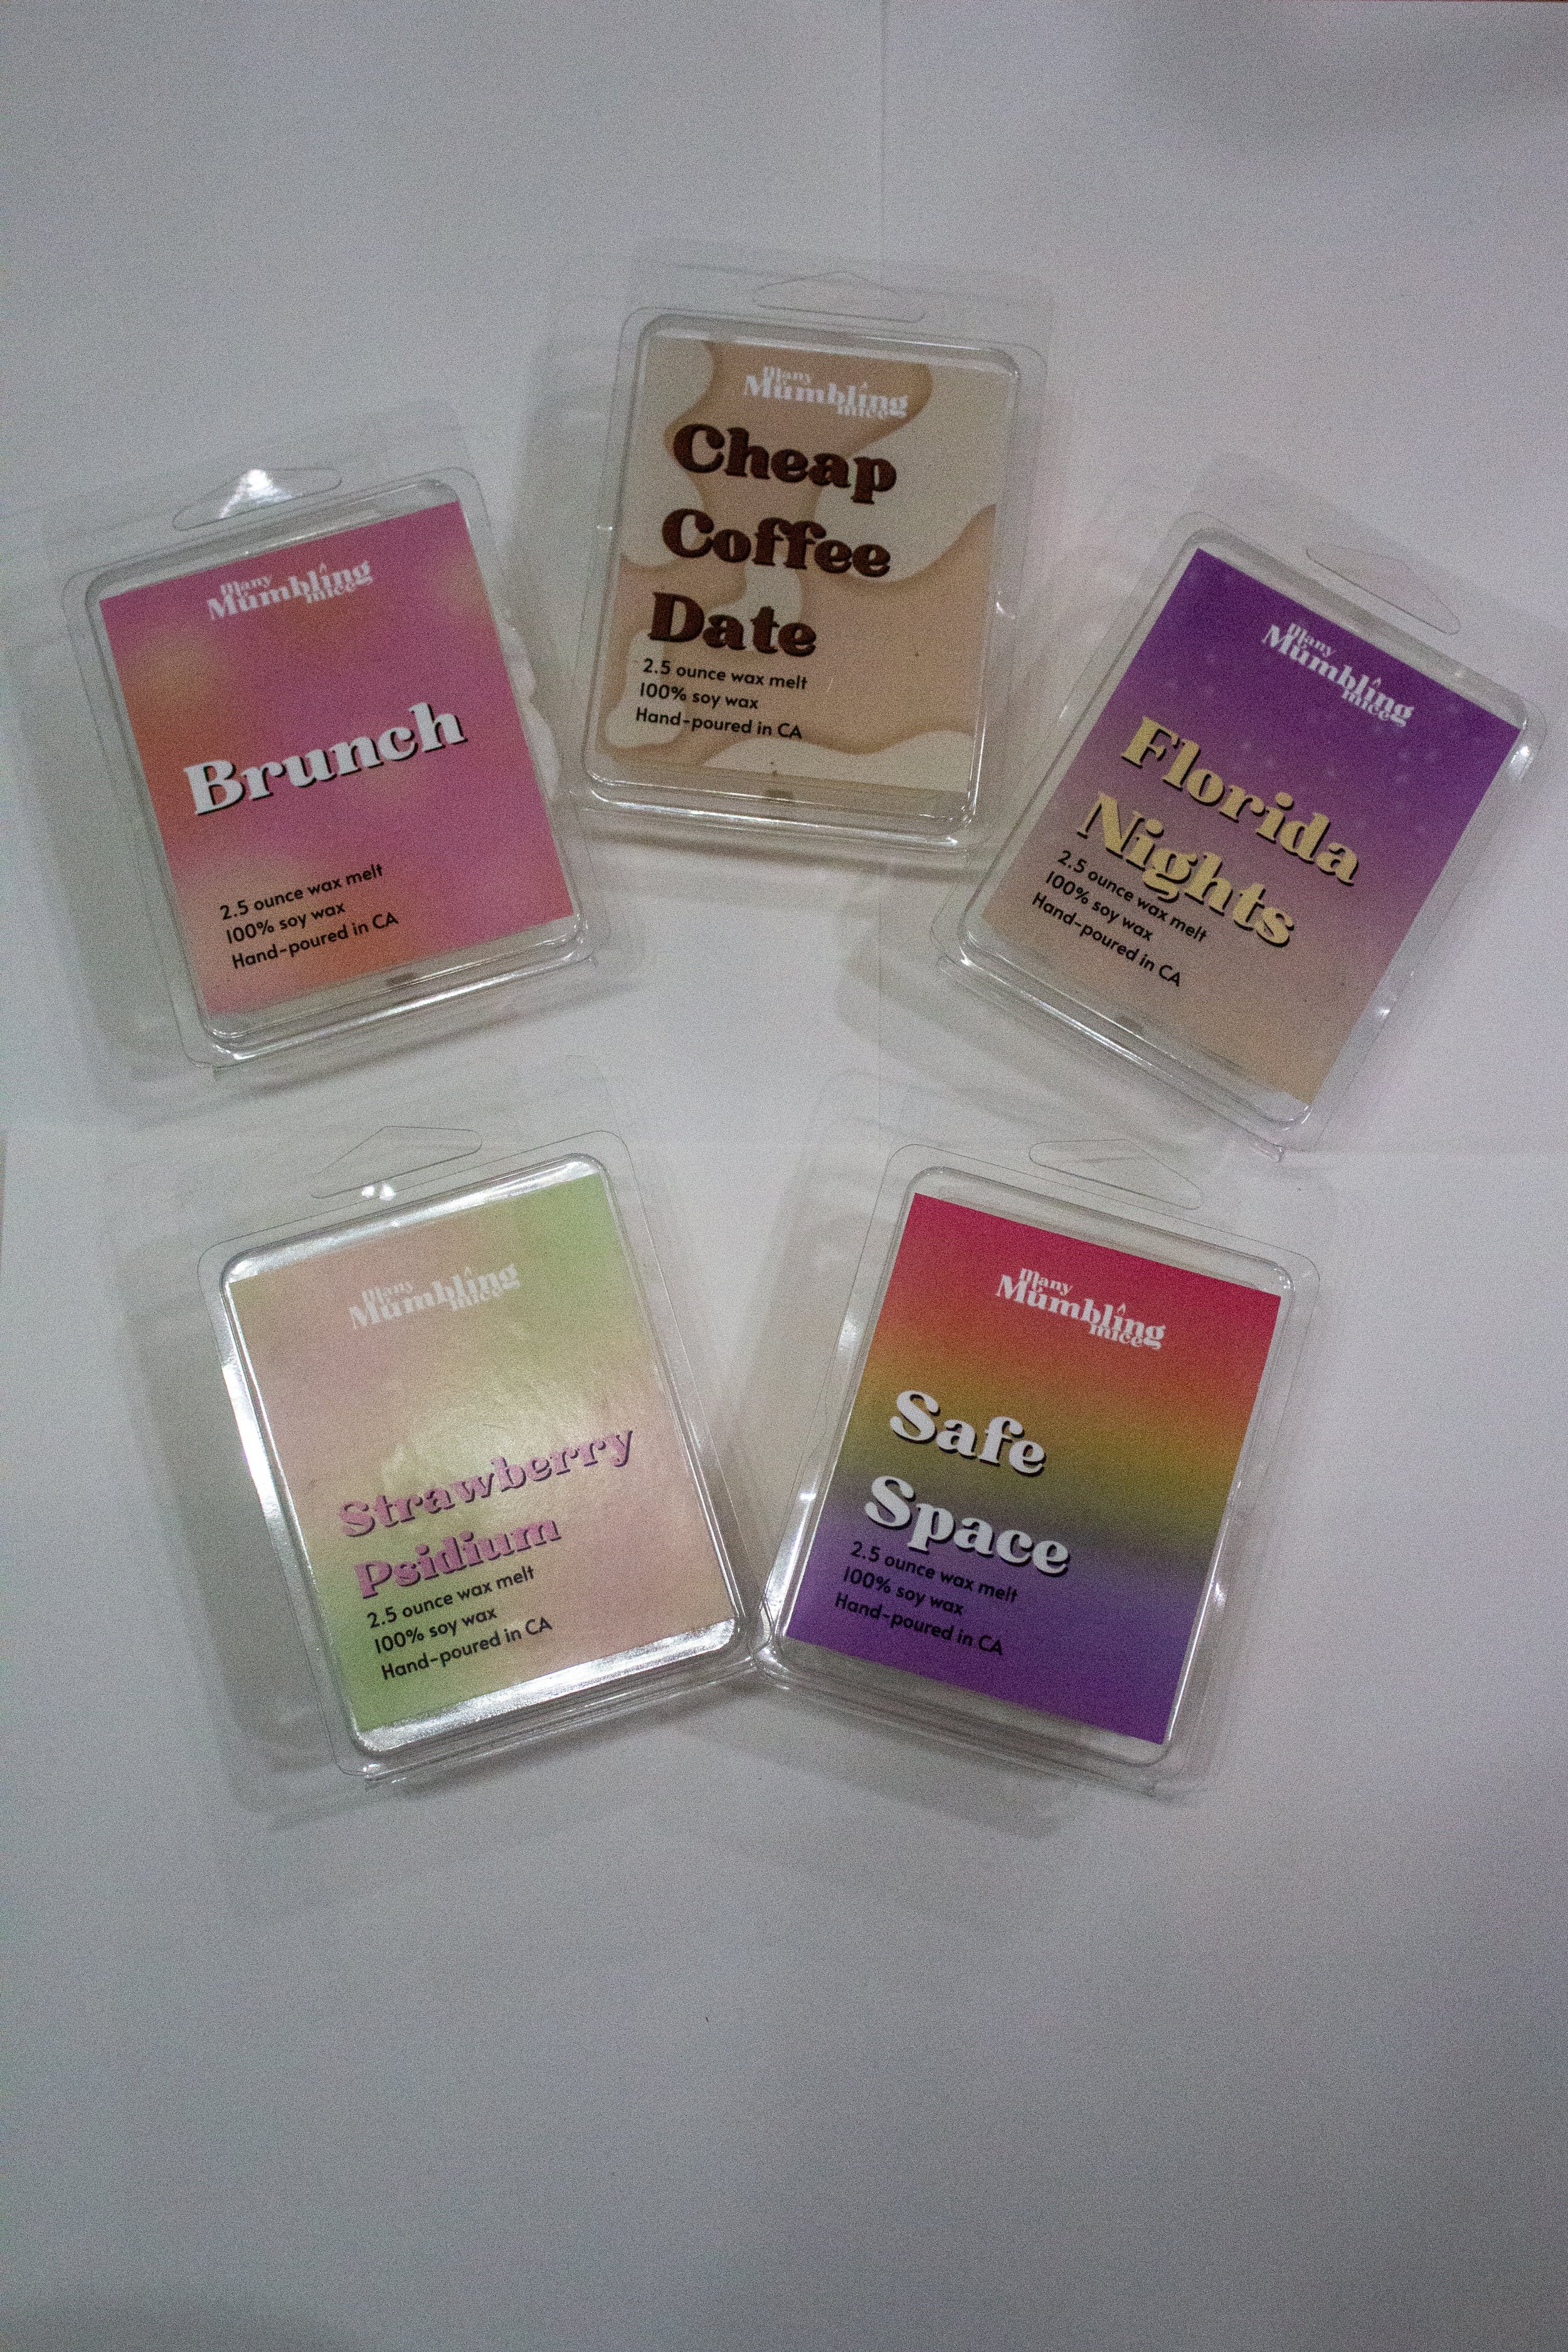 many
Mumbling
mice
Cheap
Coffee
Date
2.5 ounce wax melt
100% soy wax
Hand-poured in CA
many
Mumbling
mice
Brunch
2.5 ounce wax melt
100% soy wax
Hand-poured in CA
many
Mumbling
mice
Florida
Nights
2.5 ounce wax melt
100% soy wax
Hand-poured in CA
many
Mumbling
mice
Strawberry
Psidium
2.5 ounce wax melt
100% soy wax
Hand-poured in CA
many
Mumbling
mice
Safe
Space
2.5 ounce wax melt
100% soy wax
Hand-poured in CA